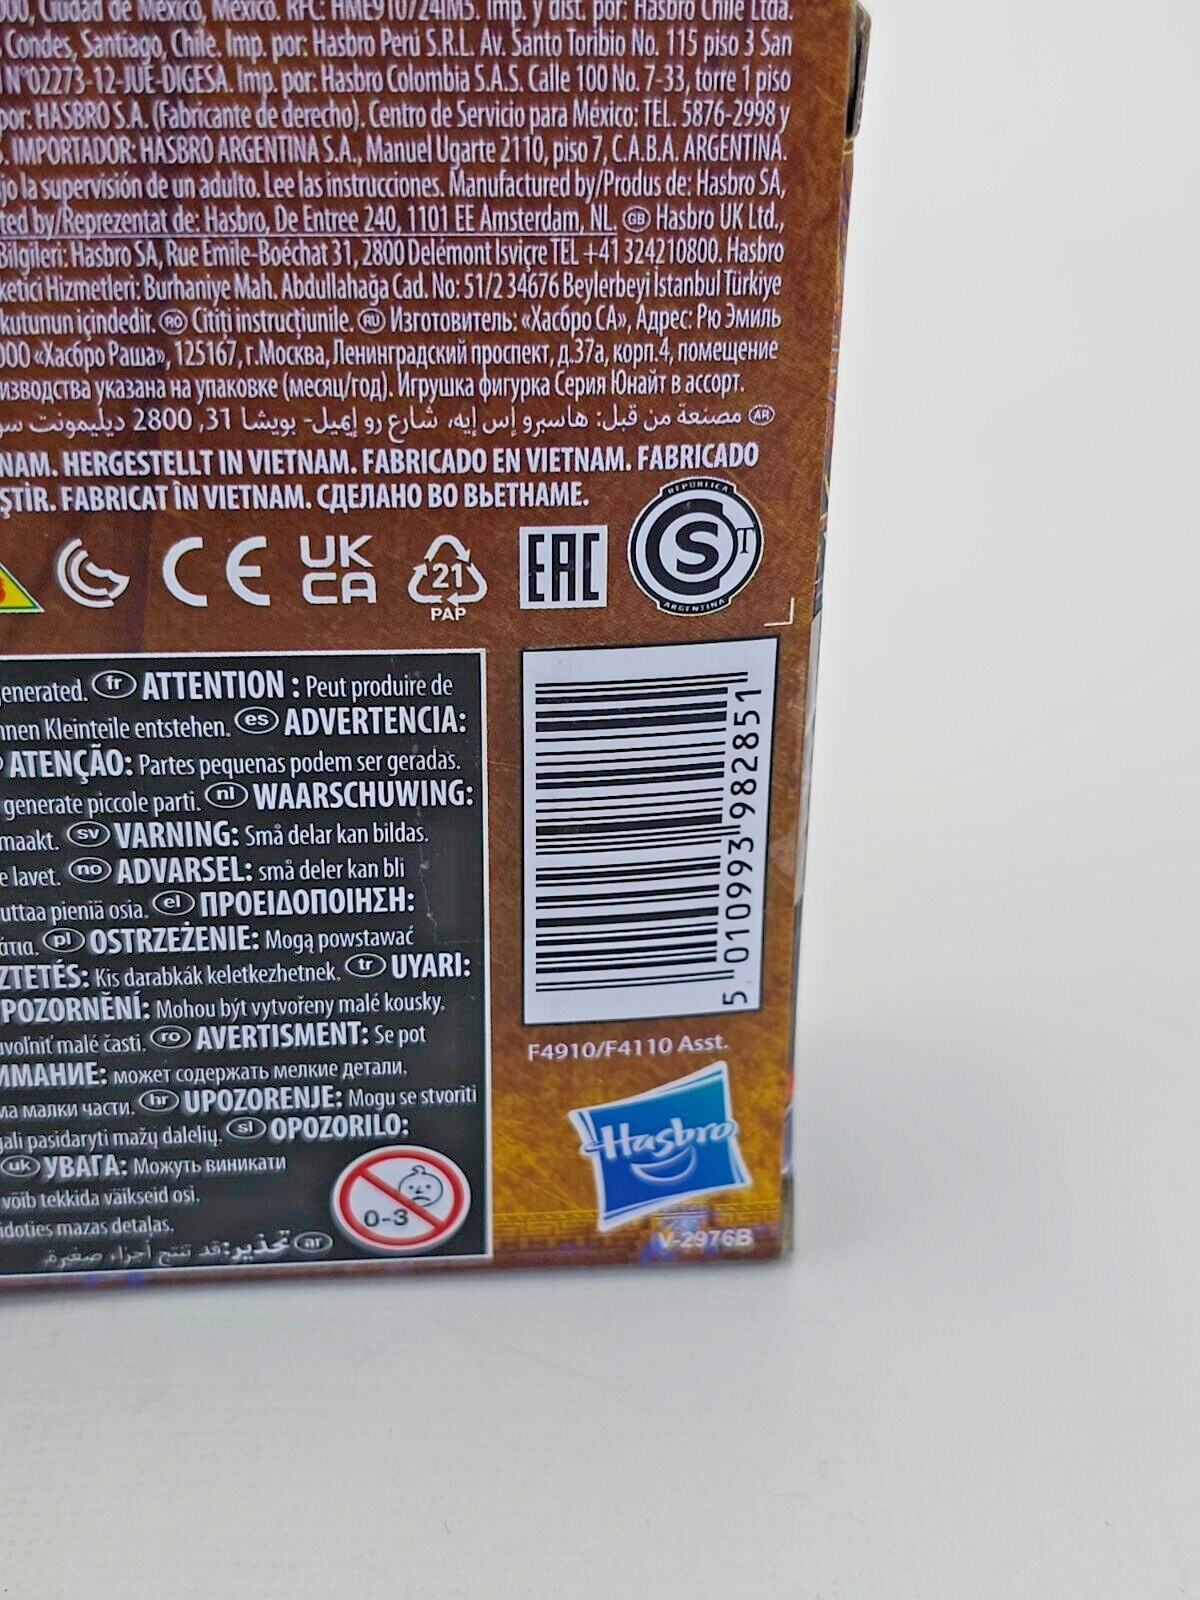 00, Ciudad de México, México. RFC: HME910724IM5. Imp. y dist. por: Hasbro Chile Ltda.
Condes, Santiago, Chile. Imp. por: Hasbro Perú S.R.L. Av. Santo Toribio No. 115 piso 3 San
N°02273-12-JUE-DIGESA. Imp. por: Hasbro Colombia S.A.S. Calle 100 No. 7-33, torre 1 piso
por: HASBRO S.A. (Fabricante de derecho). Centro de Servicio para México: TEL. 5876-2998 y
IMPORTADOR: HASBRO ARGENTINA S.A., Manuel Ugarte 2110, piso 7, C.A.B.A. ARGENTINA.
jo la supervisión de un adulto. Lee las instrucciones. Manufactured by/Produs de: Hasbro SA,
ted by/Reprezentat de: Hasbro, De Entree 240, 1101 EE Amsterdam, NL. GB Hasbro UK Ltd.,
Bilgileri: Hasbro SA, Rue Emile-Boéchat 31, 2800 Delémont Isviçre TEL +41 324210800. Hasbro
ketici Hizmetleri: Burhaniye Mah. Abdullahağa Cad. No: 51/2 34676 Beylerbeyi İstanbul Türkiye
kutunun içindedir. RO Citiți instrucțiunile. RU Изготовитель: «Хасбро СА», Адрес: Рю Эмиль
000 «Хасбро Раша», 125167, г.Москва, Ленинградский проспект, д.37а, корп.4, помещение
изводства указана на упаковке (месяц/год). Игрушка фигурка Серия Юнайт в ассорт.
AR مصنعة من قبل: هاسبرو إس إيه، شارع رو إيميل- بويشا 31, 2800 ديليمونت سو
NAM. HERGESTELLT IN VIETNAM. FABRICADO EN VIETNAM. FABRICADO
ŞTİR. FABRICAT ÎN VIETNAM. СДЕЛАНО ВО ВЬЕТНАМЕ.
CE UK CA 21 PAP EAC REPUBLICA S T ARGENTINA
enerated. fr ATTENTION : Peut produire de
nnen Kleinteile entstehen. es ADVERTENCIA:
ATENÇÃO: Partes pequenas podem ser geradas.
generate piccole parti. nl WAARSCHUWING:
maakt. sv VARNING: Små delar kan bildas.
e lavet. no ADVARSEL: små deler kan bli
uttaa pieniä osia. el ΠΡΟΕΙΔΟΠΟΙΗΣΗ:
άτια. pl OSTRZEŻENIE: Mogą powstawać
ZTETÉS: Kis darabkák keletkezhetnek. tr UYARI:
POZORNĚNÍ: Mohou být vytvořeny malé kousky.
uvoľniť malé časti. ro AVERTISMENT: Se pot
ИМАНИЕ: может содержать мелкие детали.
ма малки части. hr UPOZORENJE: Mogu se stvoriti
gali pasidaryti mažų dalelių. sl OPOZORILO:
uk УВАГА: Можуть виникати
võib tekkida väikseid osi.
idoties mazas detaļas.
ar تحذير: قد تنتج أجزاء صغيرة.
0-3
5 010993 982851
F4910/F4110 Asst.
Hasbro
V-2976B